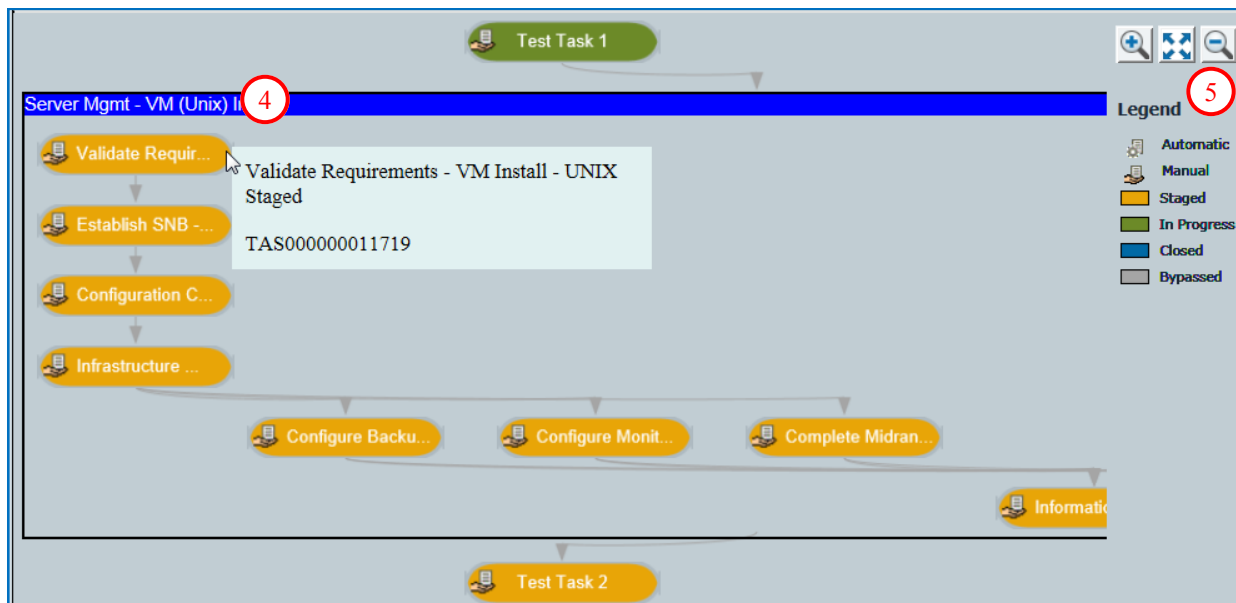 Test Task 1
Server Mgmt - VM (Unix) I
4
5
Legend
Automatic
Manual
Staged
In Progress
Closed
Bypassed
Validate Requir...
Validate Requirements - VM Install - UNIX
Staged
TAS000000011719
Establish SNB -...
Configuration C...
Infrastructure ...
Configure Backu...
Configure Monit...
Complete Midran...
Informatic
Test Task 2